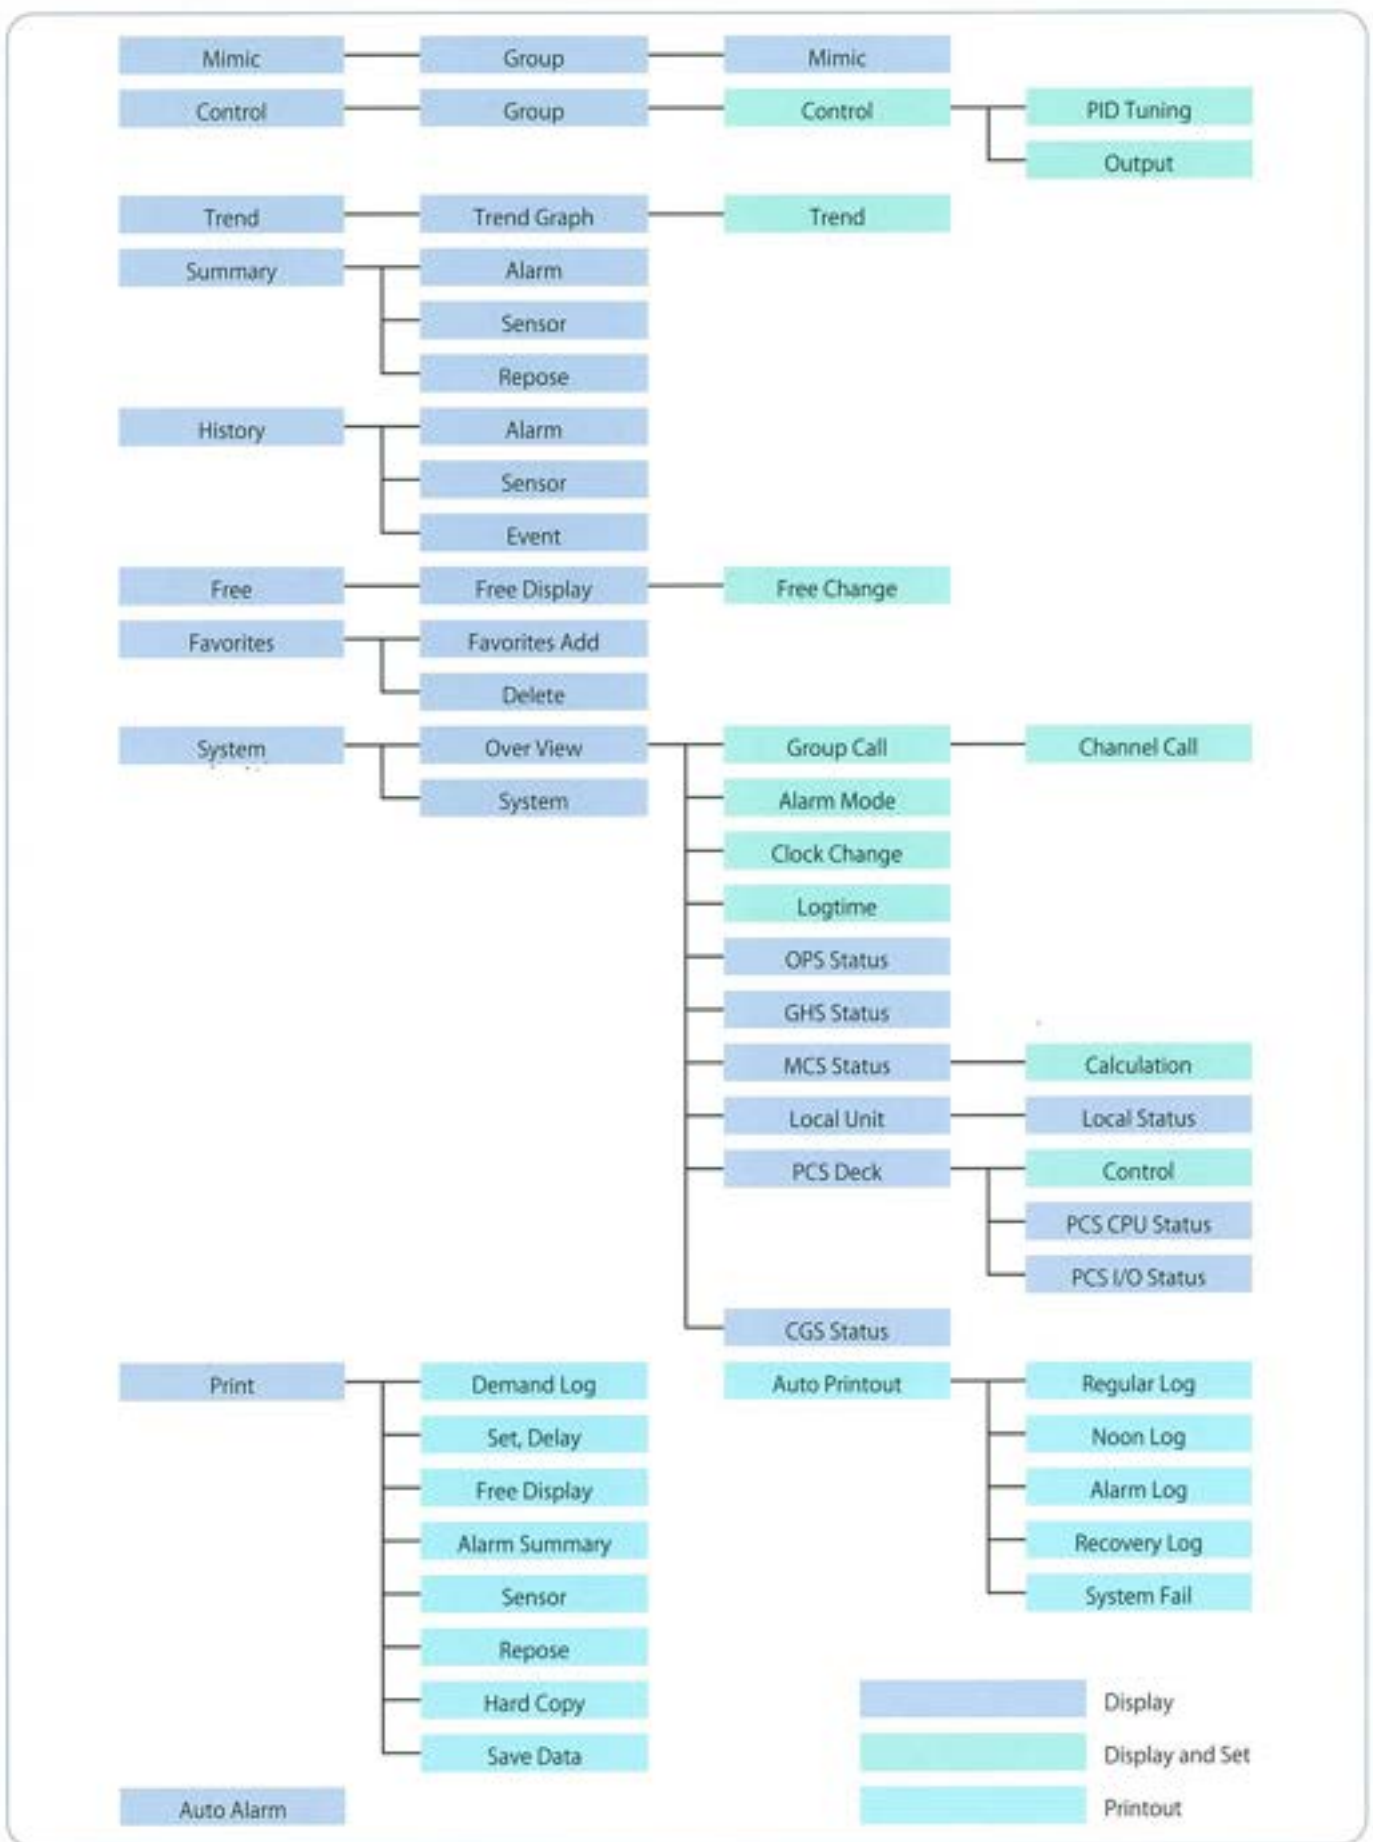 Mimic Group Mimic
Control Group Control PID Tuning
Output
Trend Trend Graph Trend
Summary Alarm
Sensor
Repose
History Alarm
Sensor
Event
Free Free Display Free Change
Favorites Favorites Add
Delete
System Over View Group Call Channel Call
System Alarm Mode
Clock Change
Logtime
OPS Status
GHS Status
MCS Status Calculation
Local Unit Local Status
PCS Deck Control
PCS CPU Status
PCS I/O Status
CGS Status
Print Demand Log Auto Printout Regular Log
Set, Delay Noon Log
Free Display Alarm Log
Alarm Summary Recovery Log
Sensor System Fail
Repose
Hard Copy Display
Save Data Display and Set
Auto Alarm Printout